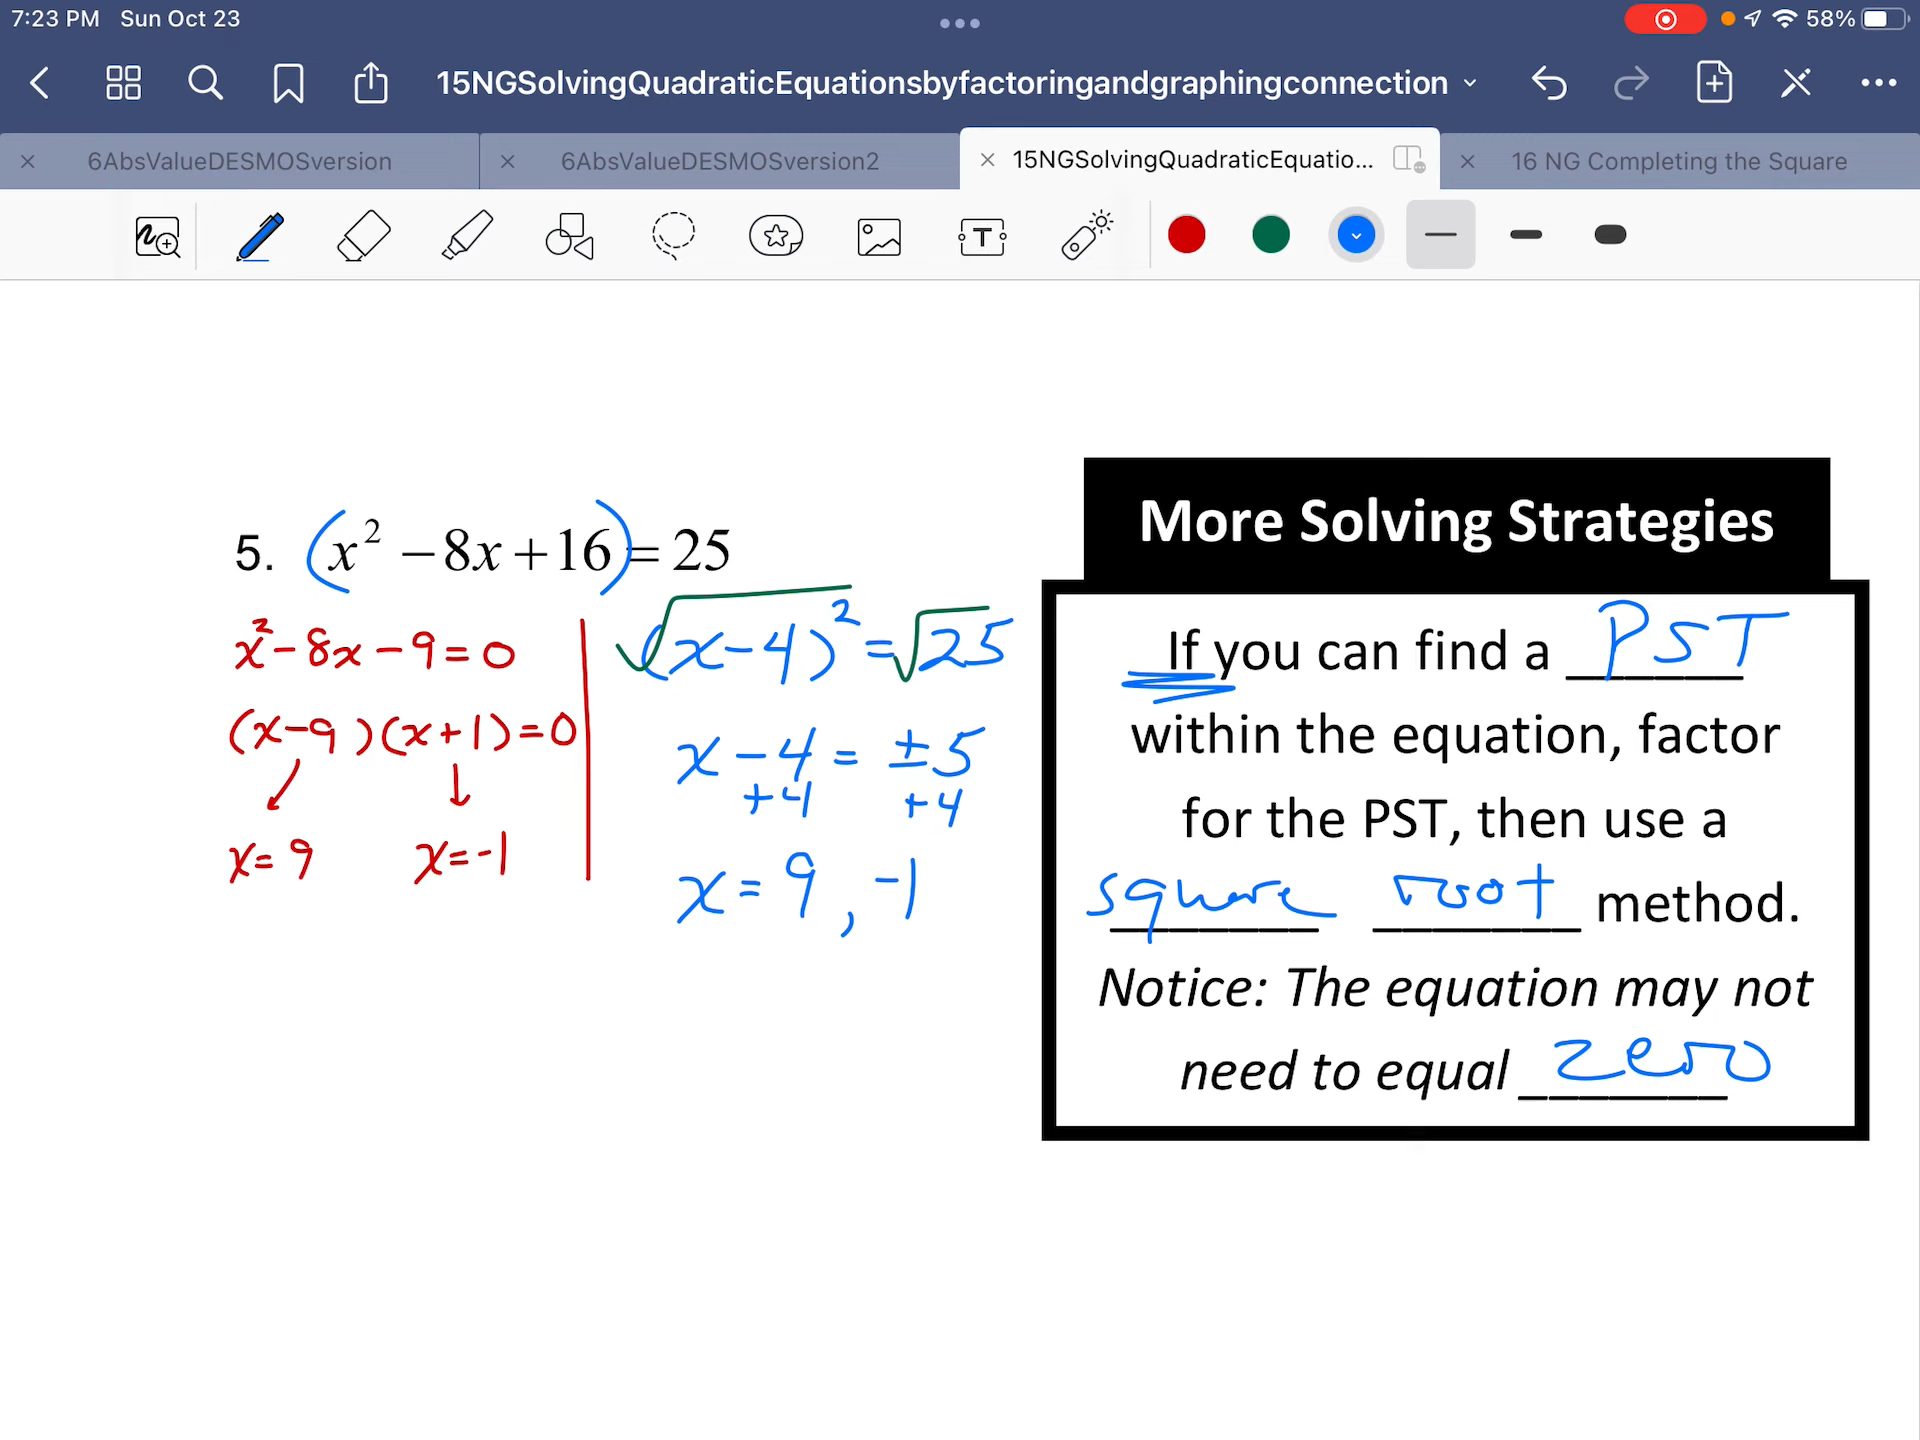 7:23 PM Sun Oct 23
58%
15NGSolvingQuadraticEquationsbyfactoringandgraphingconnection
6AbsValueDESMOSversion
6AbsValueDESMOSversion2
15NGSolvingQuadraticEquatio...
16 NG Completing the Square
5. (x² − 8x + 16) = 25
x² - 8x - 9 = 0
(x-9)(x+1) = 0
x = 9 x = -1
√(x-4)² = √25
x - 4 = ±5
+4 +4
x = 9, -1
More Solving Strategies
If you can find a PST
within the equation, factor
for the PST, then use a
square root method.
Notice: The equation may not
need to equal zero